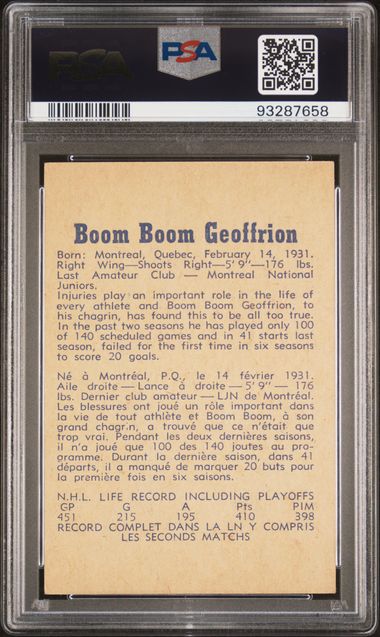 PSA
PSA
93287658
Boom Boom Geoffrion
Born: Montreal, Quebec, February 14, 1931.
Right Wing—Shoots Right—5' 9"—176 lbs.
Last Amateur Club — Montreal National
Juniors.
Injuries play an important role in the life of
every athlete and Boom Boom Geoffrion, to
his chagrin, has found this to be all too true.
In the past two seasons he has played only 100
of 140 scheduled games and in 41 starts last
season, failed for the first time in six seasons
to score 20 goals.
Né à Montréal, P.Q., le 14 février 1931.
Aile droite — Lance à droite — 5' 9" — 176
lbs. Dernier club amateur — LJN de Montréal.
Les blessures ont joué un rôle important dans
la vie de tout athlète et Boom Boom, à son
grand chagrin, a trouvé que ce n'était que
trop vrai. Pendant les deux dernières saisons,
il n'a joué que 100 des 140 joutes au pro-
gramme. Durant la dernière saison, dans 41
départs, il a manqué de marquer 20 buts pour
la première fois en six saisons.
N.H.L. LIFE RECORD INCLUDING PLAYOFFS
GP G A Pts PIM
451 215 195 410 398
RECORD COMPLET DANS LA LN Y COMPRIS
LES SECONDS MATCHS